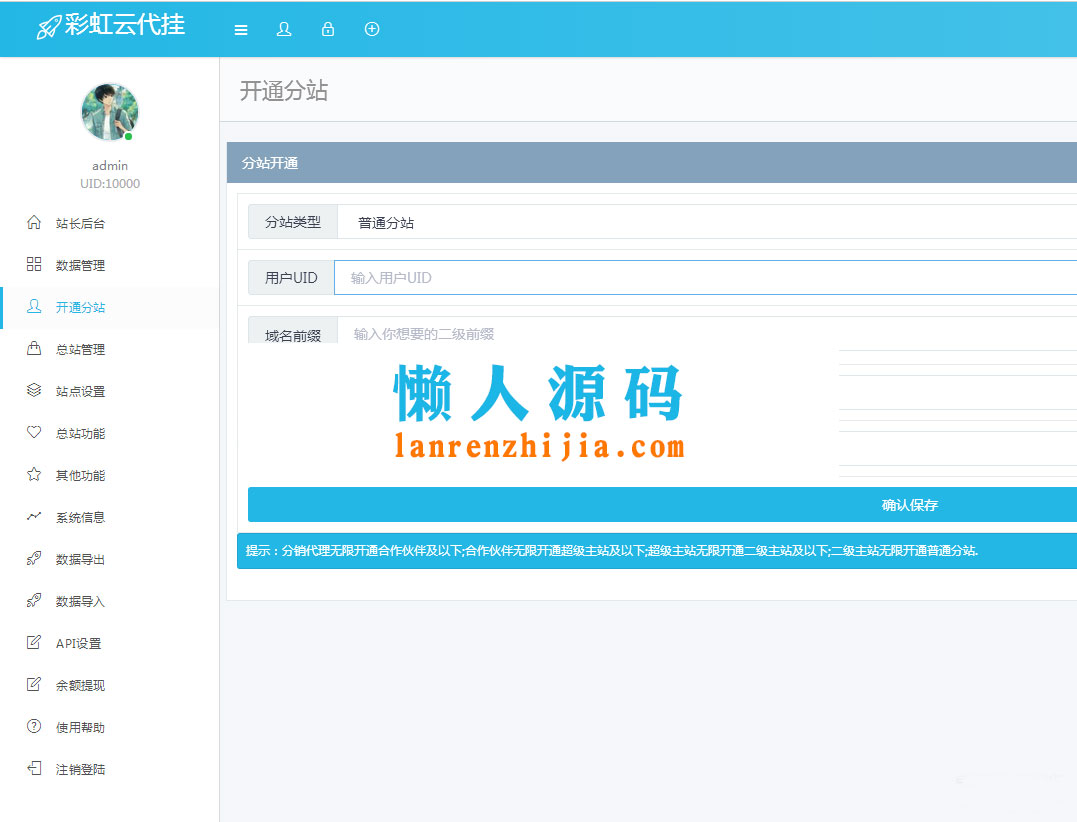 彩虹云代挂
admin
UID:10000
站长后台
数据管理
开通分站
总站管理
站点设置
总站功能
其他功能
系统信息
数据导出
数据导入
API设置
余额提现
使用帮助
注销登陆
开通分站
分站开通
分站类型 普通分站
用户UID 输入用户UID
域名前缀 输入你想要的二级前缀
懒人源码
lanrenzhijia.com
确认保存
提示：分销代理无限开通合作伙伴及以下;合作伙伴无限开通超级主站及以下;超级主站无限开通二级主站及以下;二级主站无限开通普通分站.